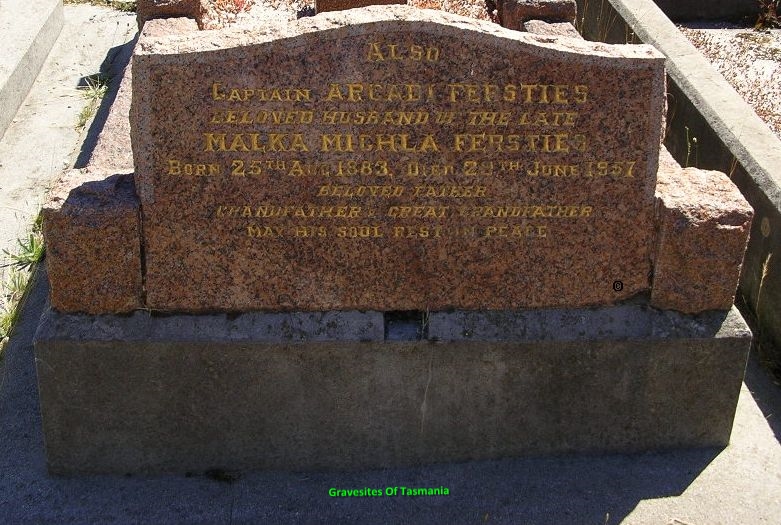 ALSO
CAPTAIN ARCADI FERSTIES
BELOVED HUSBAND OF THE LATE
MALKA MICHLA FERSTIES
BORN 25TH AUG 1883. DIED 29TH JUNE 1957
BELOVED FATHER
GRANDFATHER & GREAT GRANDFATHER
MAY HIS SOUL REST IN PEACE
Gravesites Of Tasmania